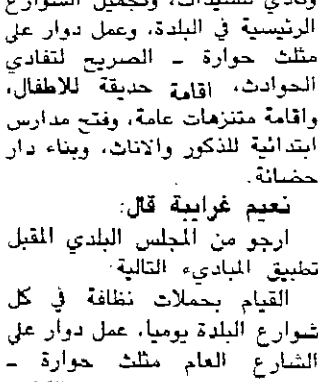 ونادي للسيدات، وتجميل الشوارع
الرئيسية في البلدة، وعمل دوار على
مثلث حوارة - الصريح لتفادي
الحوادث، اقامة حديقة للاطفال،
واقامة متنزهات عامة، وفتح مدارس
ابتدائية للذكور والاناث، وبناء دار
حضانة.
نعيم غرايبة قال:
ارجو من المجلس البلدي المقبل
تطبيق المباديء التالية:
القيام بحملات نظافة في كل
شوارع البلدة يوميا، عمل دوار على
الشارع العام مثلث حوارة -